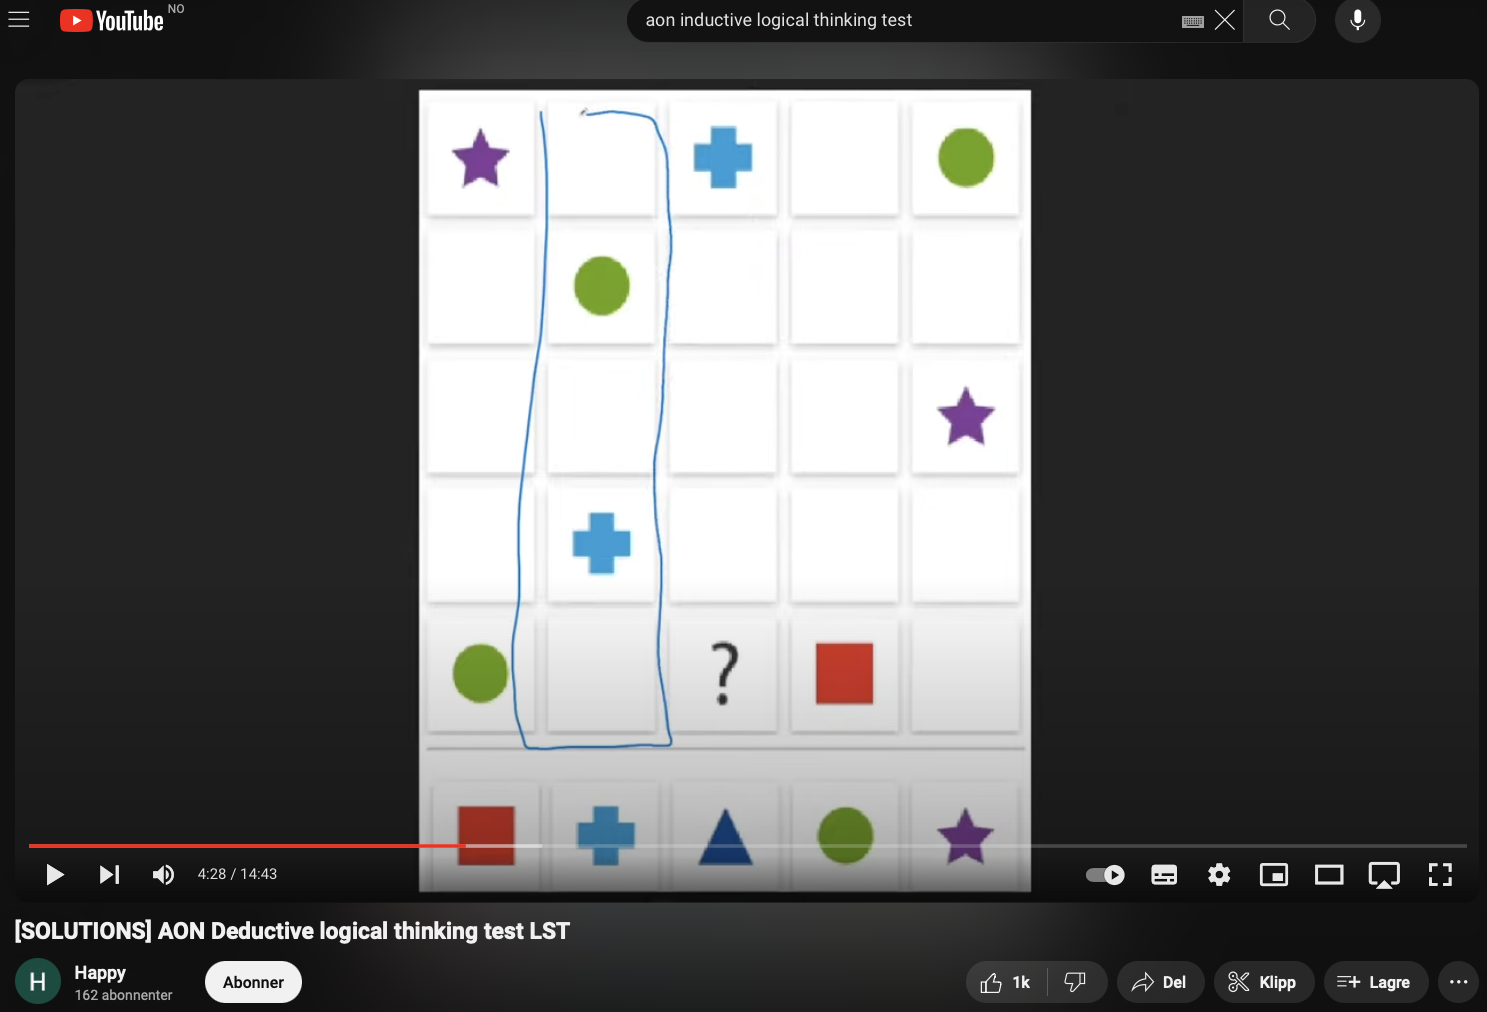 YouTube NO
aon inductive logical thinking test
?
4:28 / 14:43
[SOLUTIONS] AON Deductive logical thinking test LST
H
Happy
162 abonnenter
Abonner
1k
Del
Klipp
Lagre